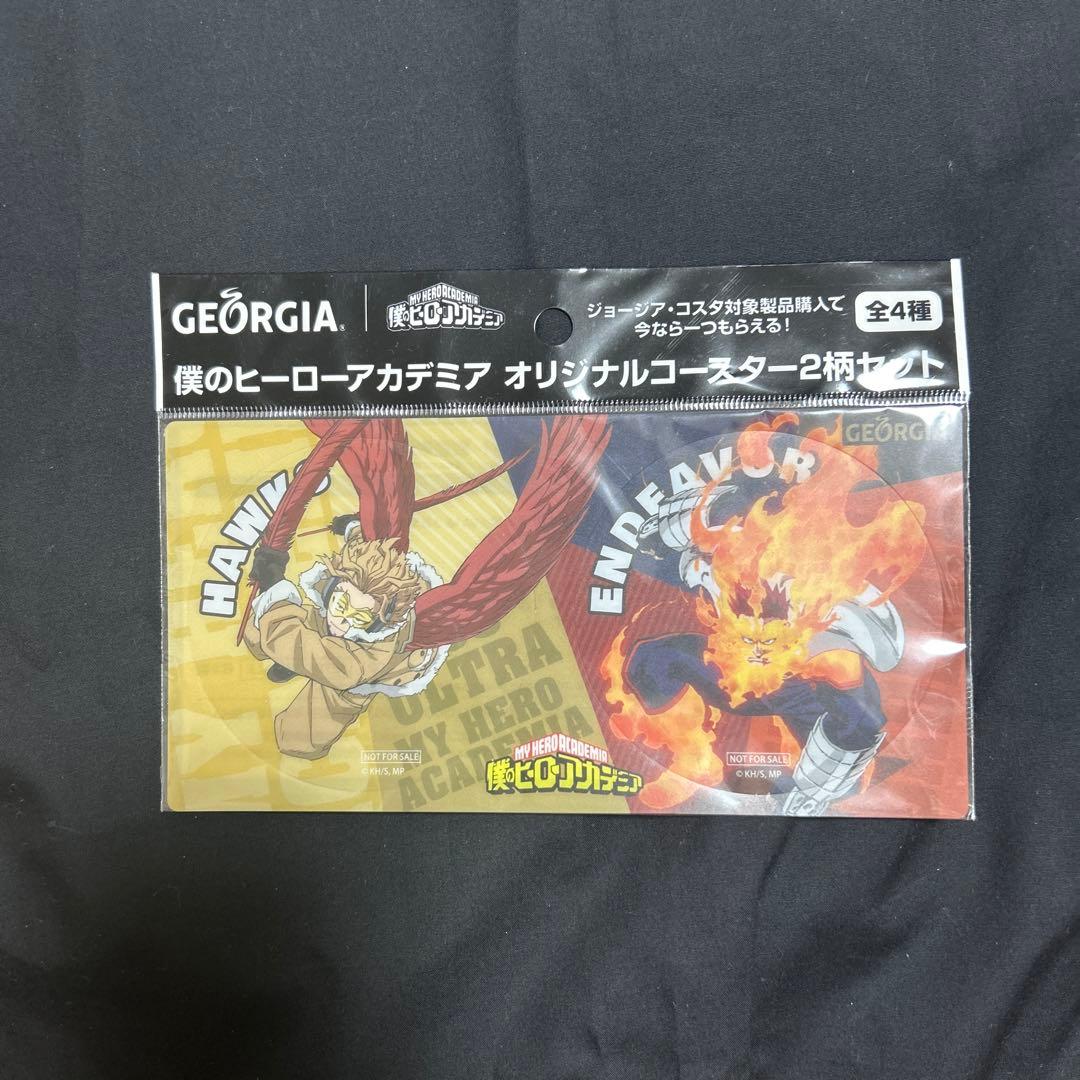 GEORGIA
MY HERO ACADEMIA
僕のヒーローアカデミア
ジョージア・コスタ対象製品購入で
今なら一つもらえる!
全4種
僕のヒーローアカデミア オリジナルコースター2柄セット
HAWKS
ENDEAVOR
GEORGIA
ULTRA
MY HERO
ACADEMIA
NOT FOR SALE
© KH/S, MP
MY HERO ACADEMIA
僕のヒーローアカデミア
NOT FOR SALE
© KH/S, MP